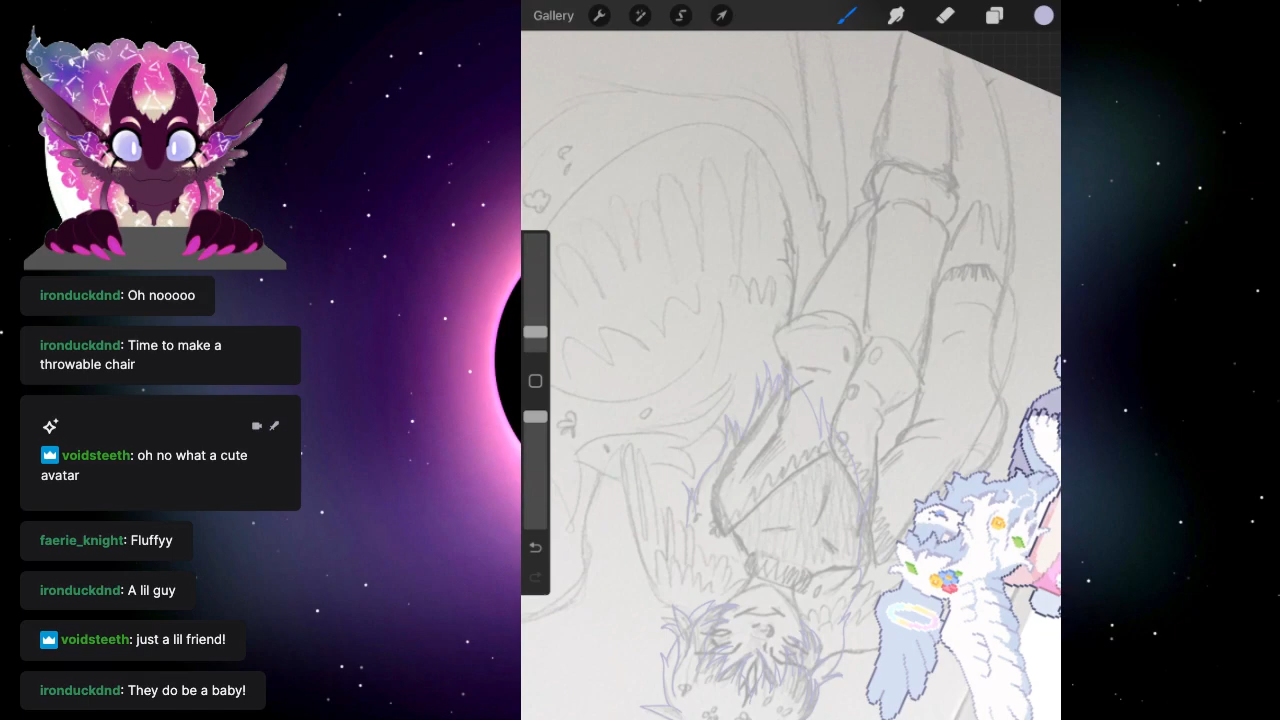 Gallery
ironduckdnd: Oh nooooo
ironduckdnd: Time to make a
throwable chair
voidsteeth: oh no what a cute
avatar
faerie_knight: Fluffyy
ironduckdnd: A lil guy
voidsteeth: just a lil friend!
ironduckdnd: They do be a baby!